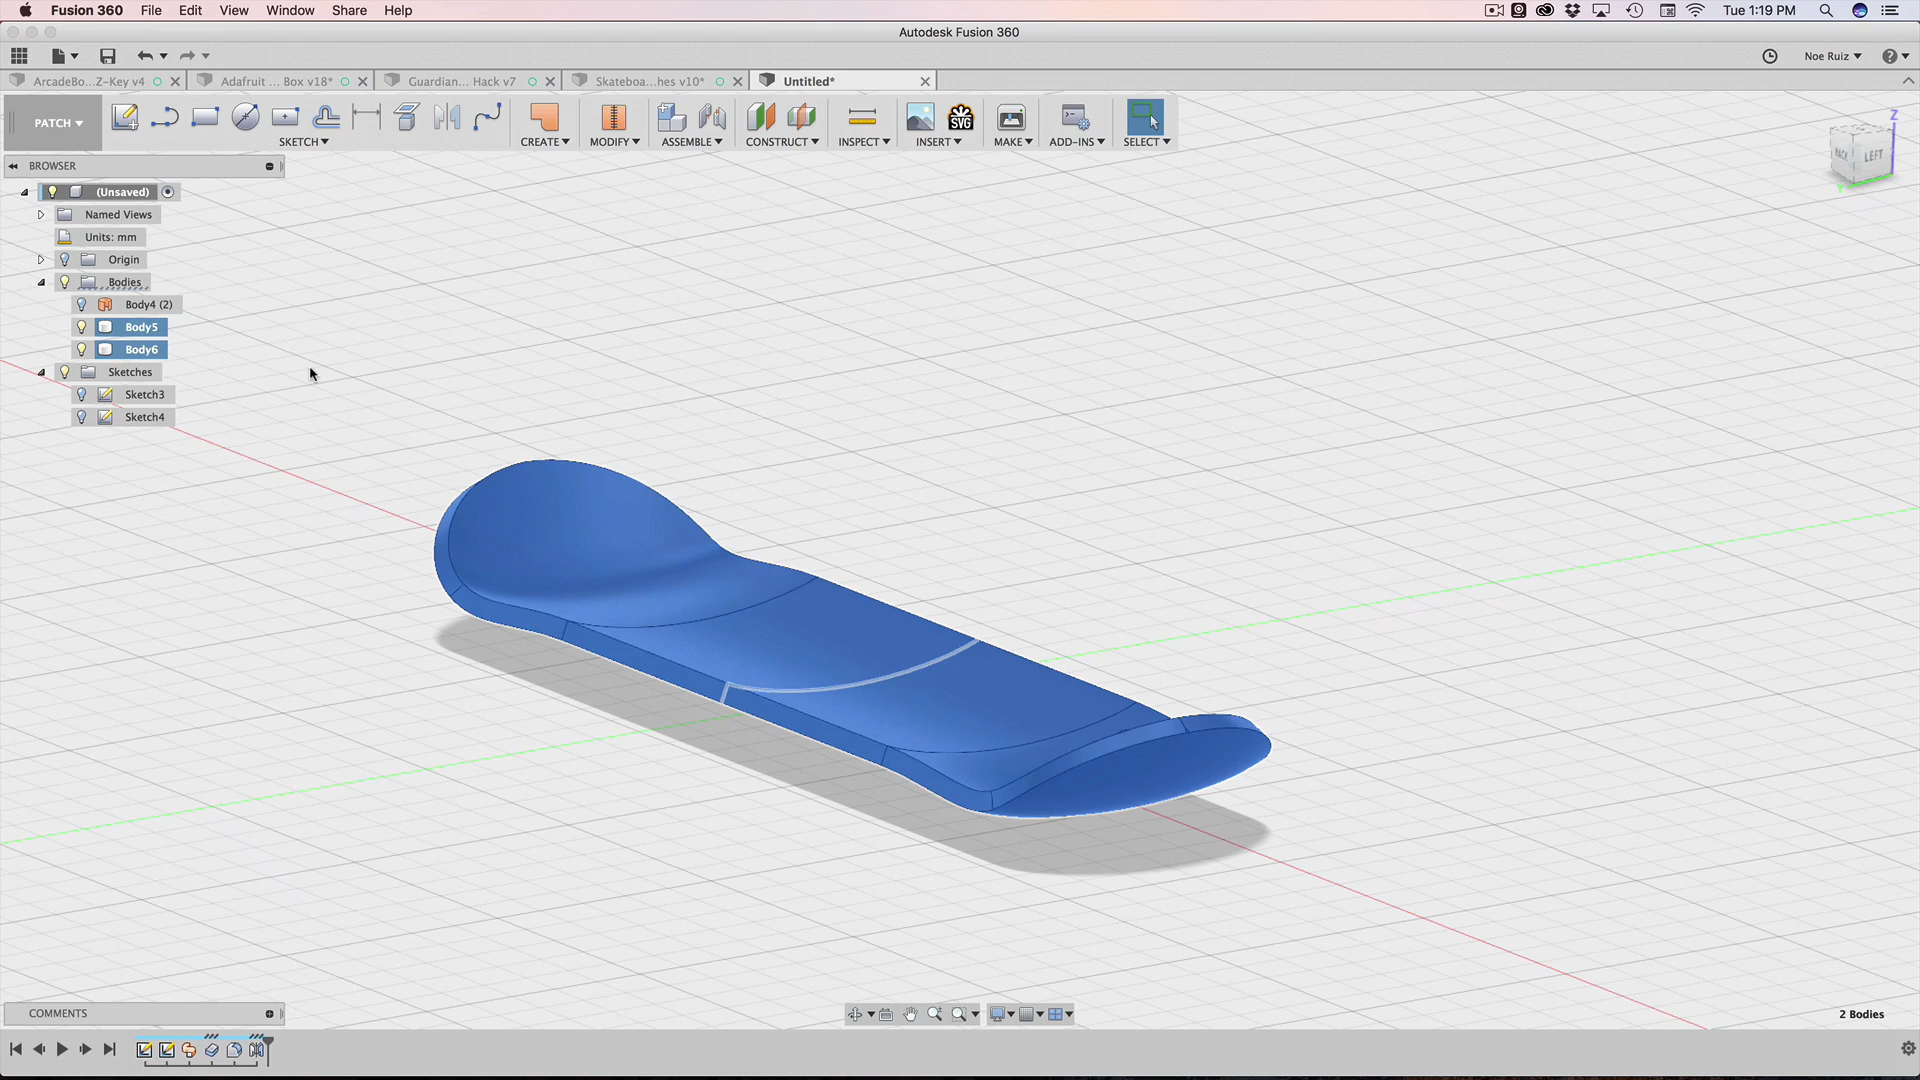 Fusion 360 File Edit View Window Share Help Tue 1:19 PM
Autodesk Fusion 360
Noe Ruiz
ArcadeBo...Z-Key v4 Adafruit ... Box v18* Guardian... Hack v7 Skateboa...hes v10* Untitled*
PATCH
SKETCH CREATE MODIFY ASSEMBLE CONSTRUCT INSPECT INSERT MAKE ADD-INS SELECT
SVG
BROWSER
(Unsaved)
Named Views
Units: mm
Origin
Bodies
Body4 (2)
Body5
Body6
Sketches
Sketch3
Sketch4
Z
BACK LEFT
Y
COMMENTS
2 Bodies